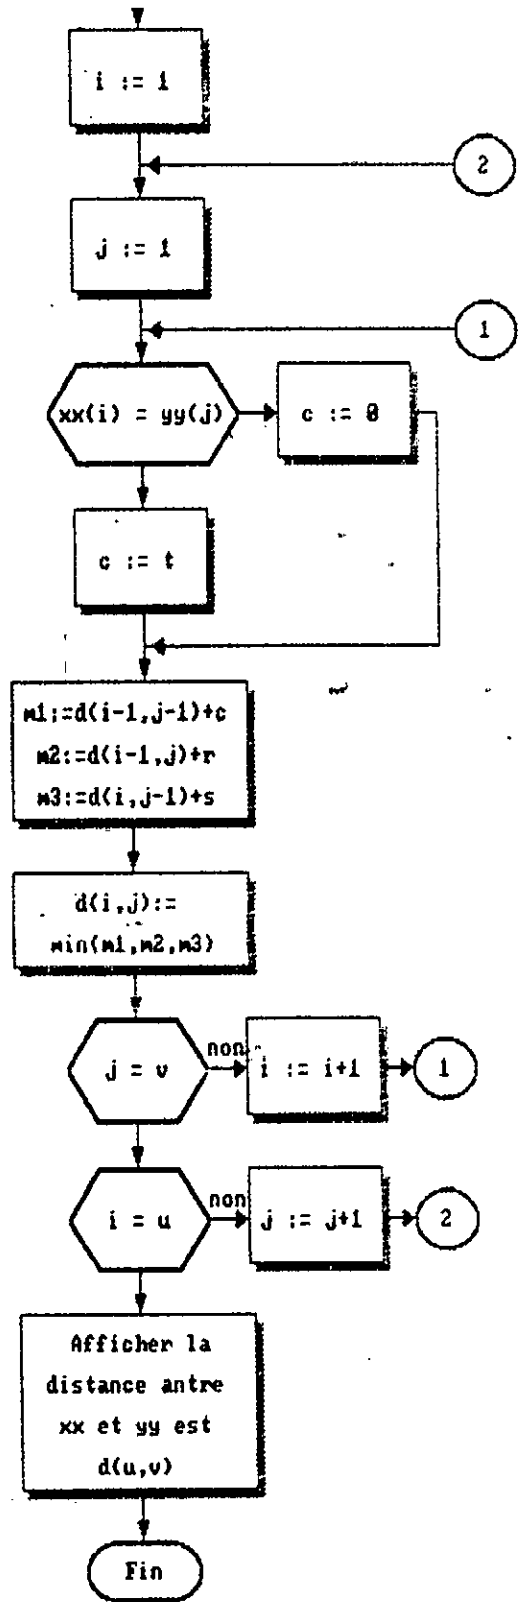 i := 1
2
j := 1
1
xx(i) = yy(j)
c := 0
c := t
m1:=d(i-1,j-1)+c
m2:=d(i-1,j)+r
m3:=d(i,j-1)+s
d(i,j):=
min(m1,m2,m3)
j = v
non
i := i+1
1
i = u
non
j := j+1
2
Afficher la
distance antre
xx et yy est
d(u,v)
Fin